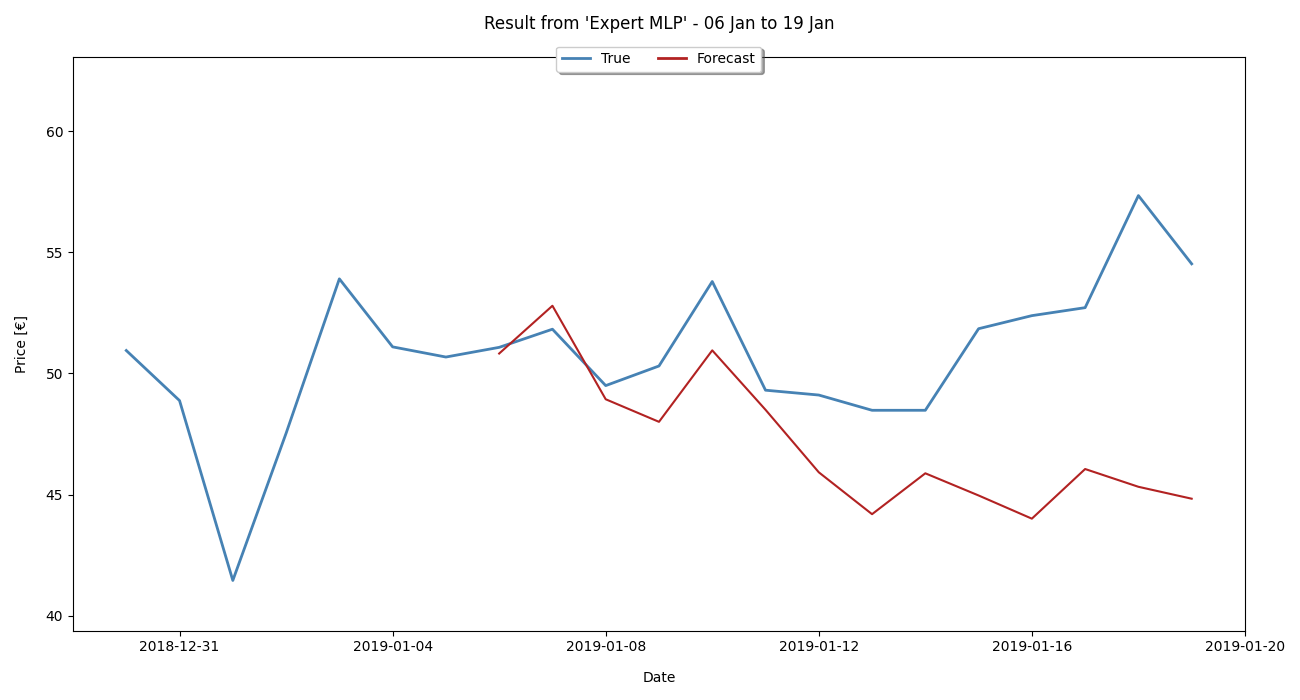 Result from 'Expert MLP' - 06 Jan to 19 Jan
True Forecast
60
55
50
45
40
Price [€]
2018-12-31 2019-01-04 2019-01-08 2019-01-12 2019-01-16 2019-01-20
Date